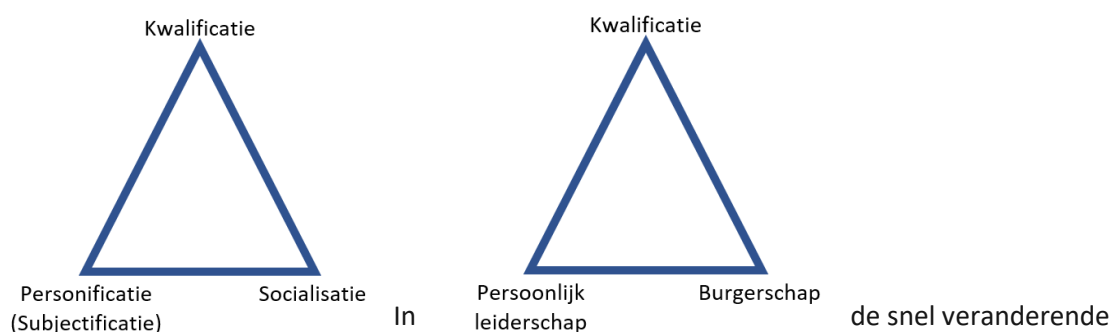 Kwalificatie
Personificatie
(Subjectificatie)
Socialisatie
In
Kwalificatie
Persoonlijk
leiderschap
Burgerschap
de snel veranderende